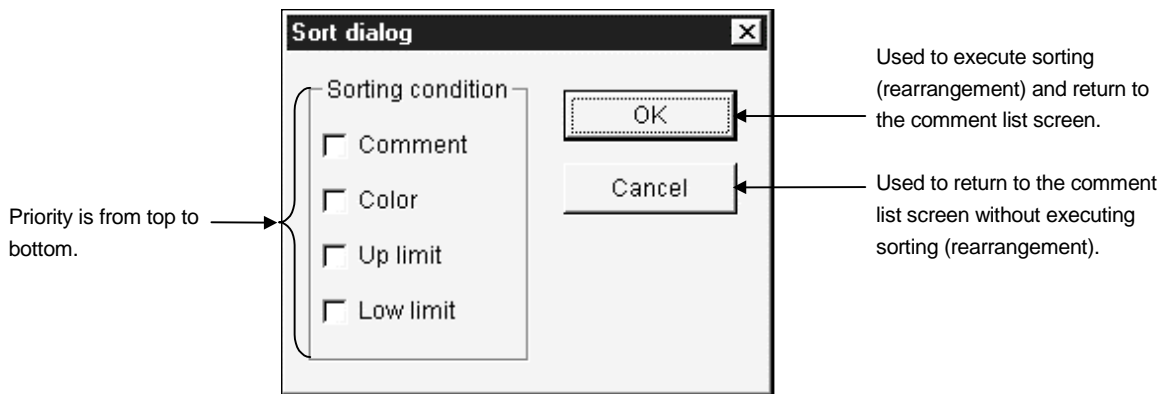 Sort dialog
Sorting condition
Comment
Color
Up limit
Low limit
OK
Cancel
Priority is from top to
bottom.
Used to execute sorting
(rearrangement) and return to
the comment list screen.
Used to return to the comment
list screen without executing
sorting (rearrangement).